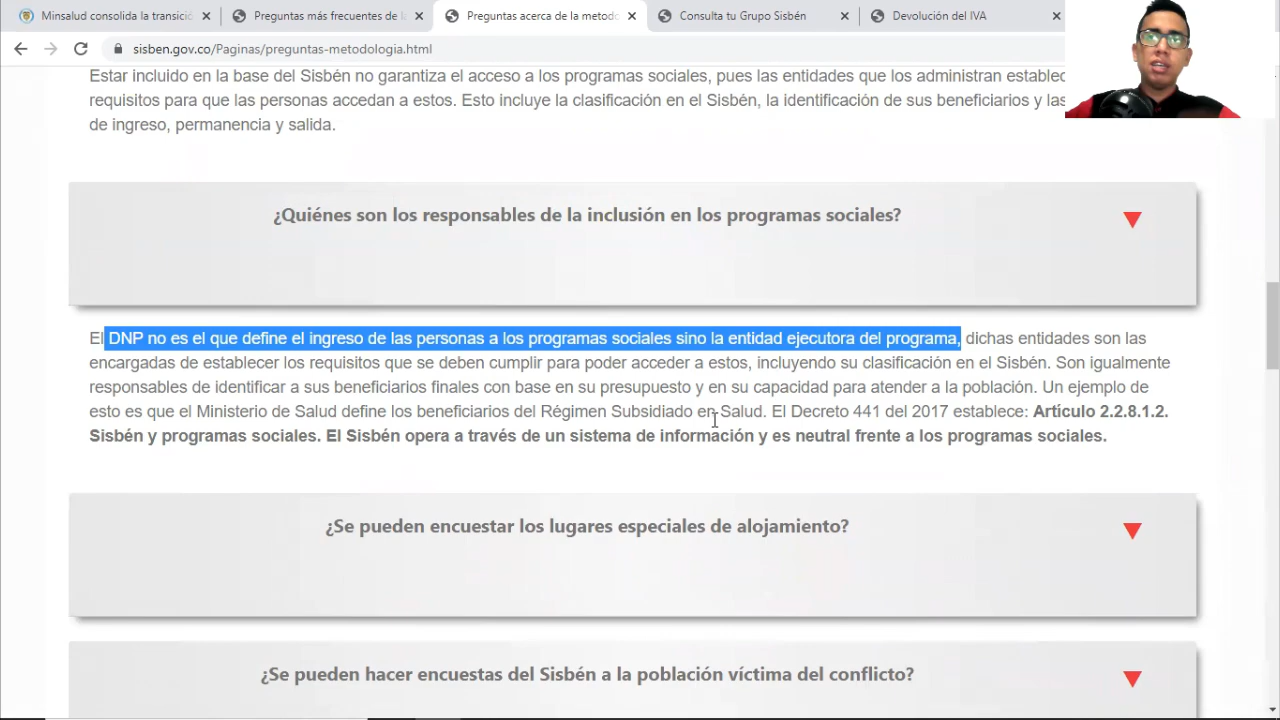 Minsalud consolida la transició
Preguntas más frecuentes de l
Preguntas acerca de la metodo
Consulta tu Grupo Sisbén
Devolución del IVA
sisben.gov.co/Paginas/preguntas-metodologia.html
Estar incluido en la base del Sisbén no garantiza el acceso a los programas sociales, pues las entidades que los administran establec
requisitos para que las personas accedan a estos. Esto incluye la clasificación en el Sisbén, la identificación de sus beneficiarios y las
de ingreso, permanencia y salida.
¿Quiénes son los responsables de la inclusión en los programas sociales?
El DNP no es el que define el ingreso de las personas a los programas sociales sino la entidad ejecutora del programa, dichas entidades son las
encargadas de establecer los requisitos que se deben cumplir para poder acceder a estos, incluyendo su clasificación en el Sisbén. Son igualmente
responsables de identificar a sus beneficiarios finales con base en su presupuesto y en su capacidad para atender a la población. Un ejemplo de
esto es que el Ministerio de Salud define los beneficiarios del Régimen Subsidiado en Salud. El Decreto 441 del 2017 establece: Artículo 2.2.8.1.2.
Sisbén y programas sociales. El Sisbén opera a través de un sistema de información y es neutral frente a los programas sociales.
¿Se pueden encuestar los lugares especiales de alojamiento?
¿Se pueden hacer encuestas del Sisbén a la población víctima del conflicto?